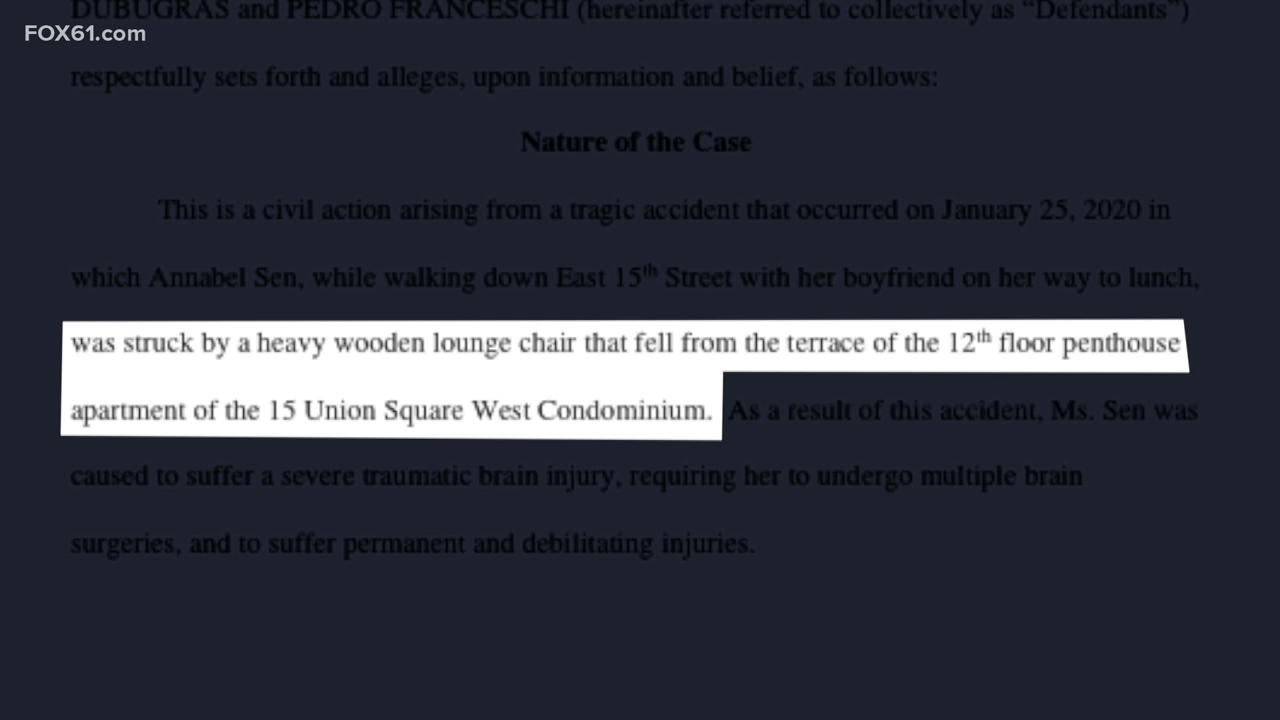 DUBUGRAS and PEDRO FRANCESCHI (hereinafter referred to collectively as “Defendants”)
FOX61.com
respectfully sets forth and alleges, upon information and belief, as follows:
Nature of the Case
This is a civil action arising from a tragic accident that occurred on January 25, 2020 in
which Annabel Sen, while walking down East 15th Street with her boyfriend on her way to lunch,
was struck by a heavy wooden lounge chair that fell from the terrace of the 12th floor penthouse
apartment of the 15 Union Square West Condominium. As a result of this accident, Ms. Sen was
caused to suffer a severe traumatic brain injury, requiring her to undergo multiple brain
surgeries, and to suffer permanent and debilitating injuries.